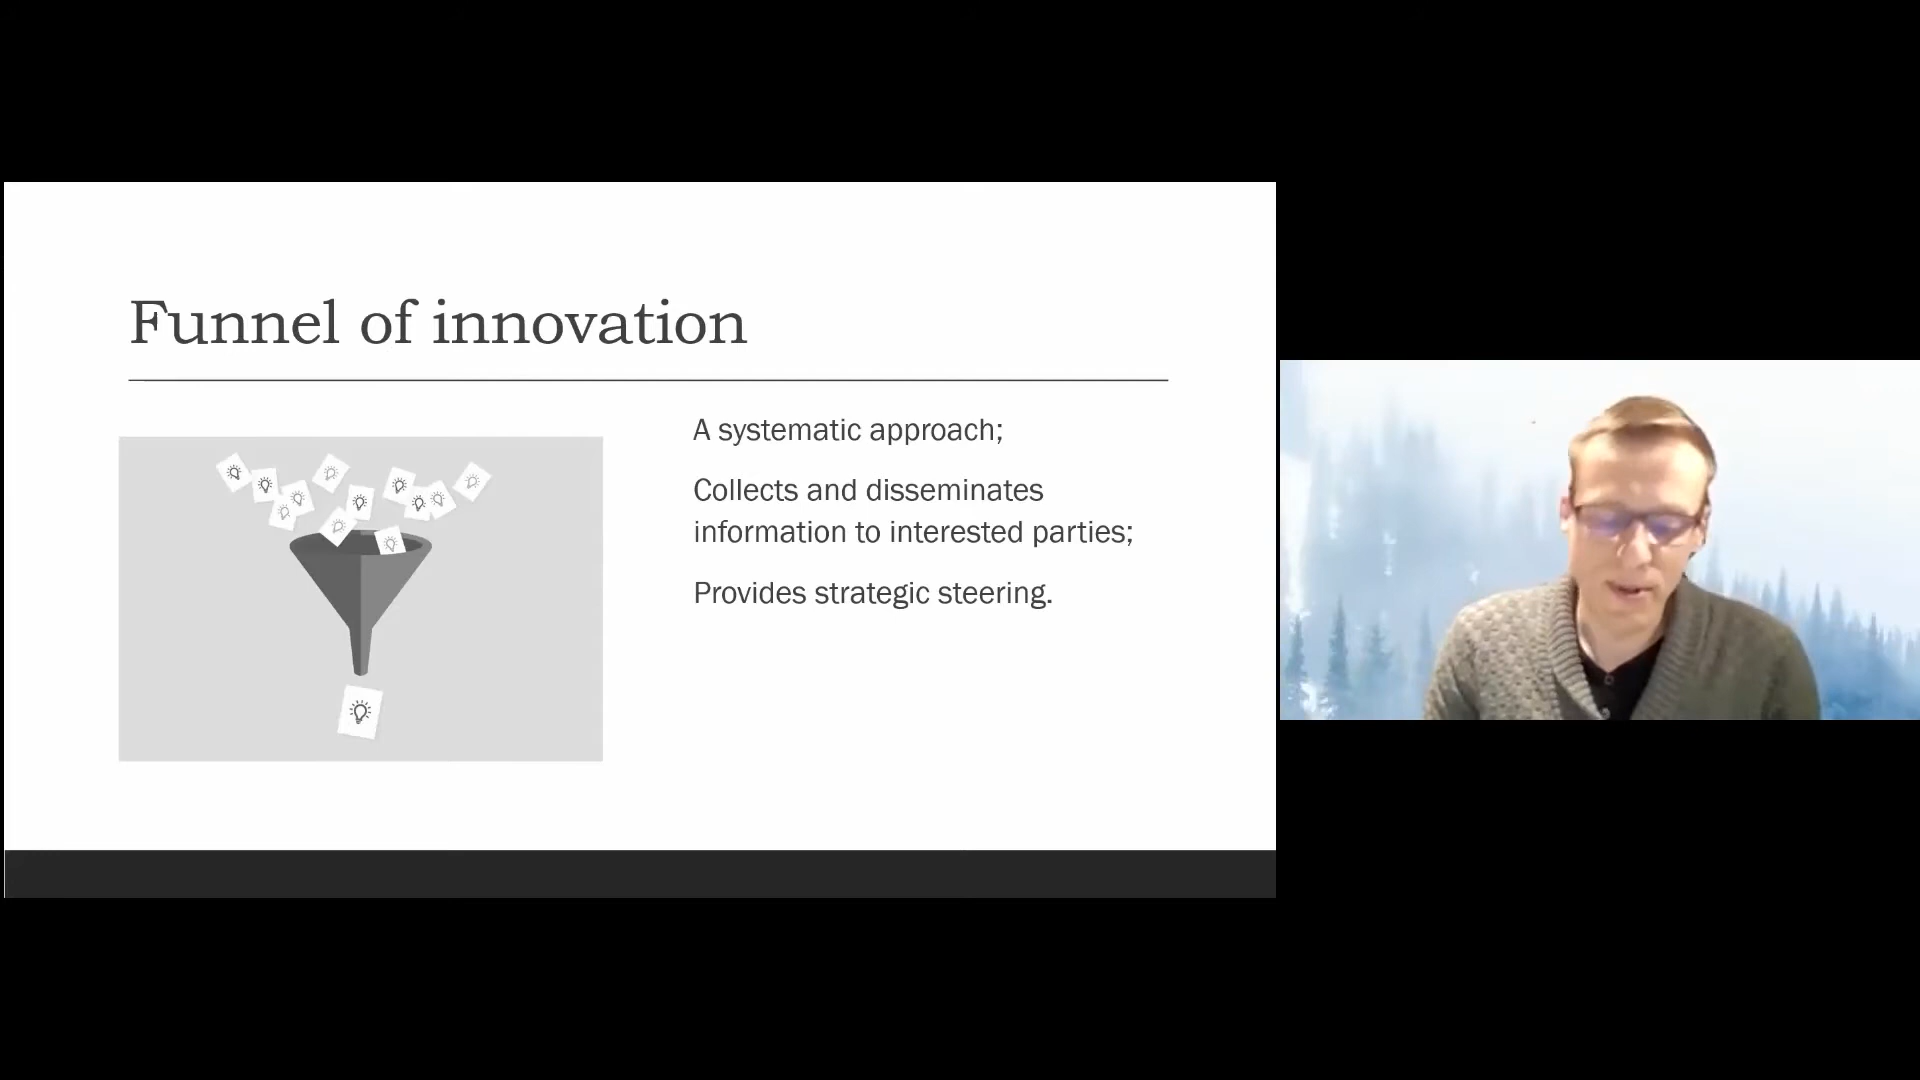 Funnel of innovation
A systematic approach;
Collects and disseminates
information to interested parties;
Provides strategic steering.